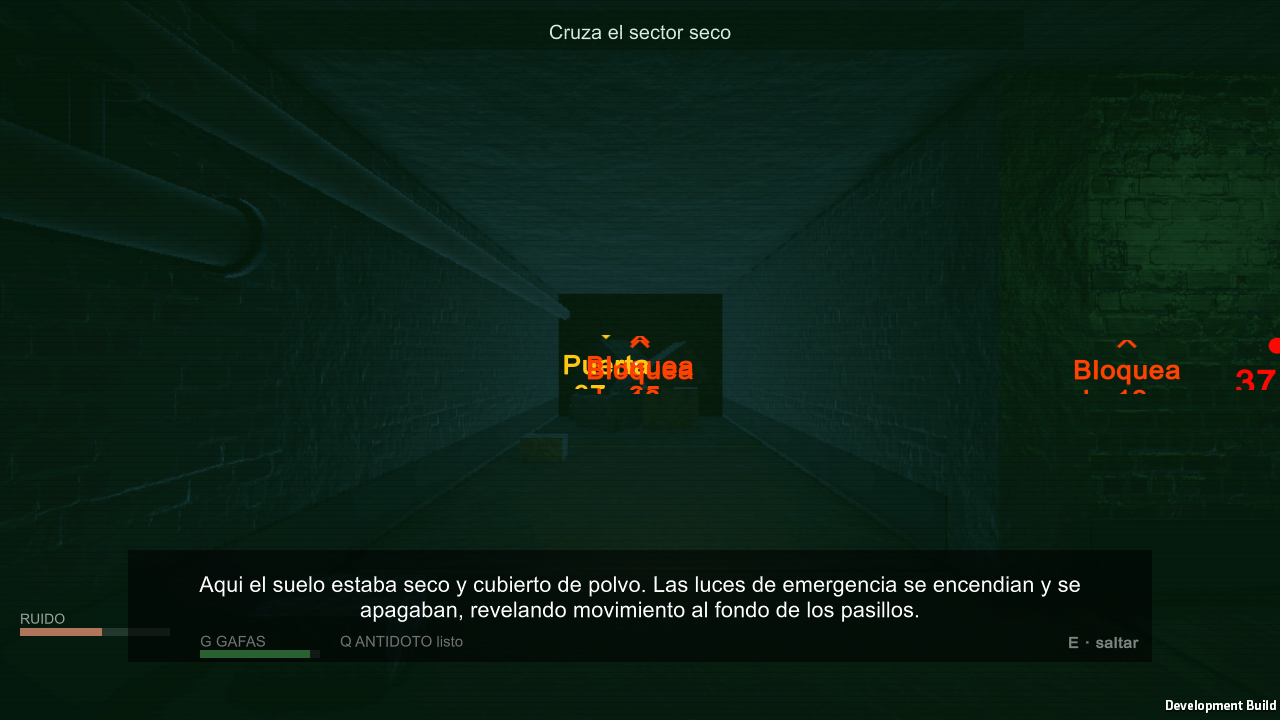 Cruza el sector seco
Puerta
Bloquea
Bloquea
37
Aqui el suelo estaba seco y cubierto de polvo. Las luces de emergencia se encendian y se
apagaban, revelando movimiento al fondo de los pasillos.
RUIDO
G GAFAS
Q ANTIDOTO listo
E · saltar
Development Build